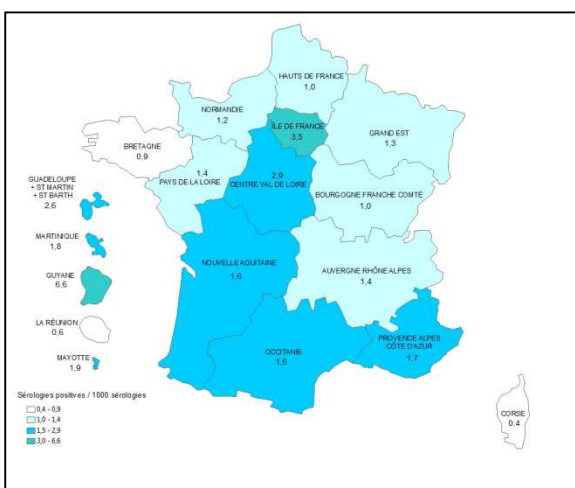 HAUTS DE FRANCE
1,0
NORMANDIE
1,2
ILE DE FRANCE
3,5
GRAND EST
1,3
BRETAGNE
0,9
1,4
PAYS DE LA LOIRE
2,9
CENTRE VAL DE LOIRE
BOURGOGNE FRANCHE COMTÉ
1,0
GUADELOUPE
+ ST MARTIN
+ ST BARTH
2,6
MARTINIQUE
1,8
GUYANE
6,6
LA RÉUNION
0,6
MAYOTTE
1,9
NOUVELLE AQUITAINE
1,6
AUVERGNE RHÔNE ALPES
1,4
OCCITANIE
1,6
PROVENCE ALPES
CÔTE D'AZUR
1,7
CORSE
0,4
Sérologies positives / 1000 sérologies
0,4 - 0,9
1,0 - 1,4
1,5 - 2,9
3,0 - 6,6